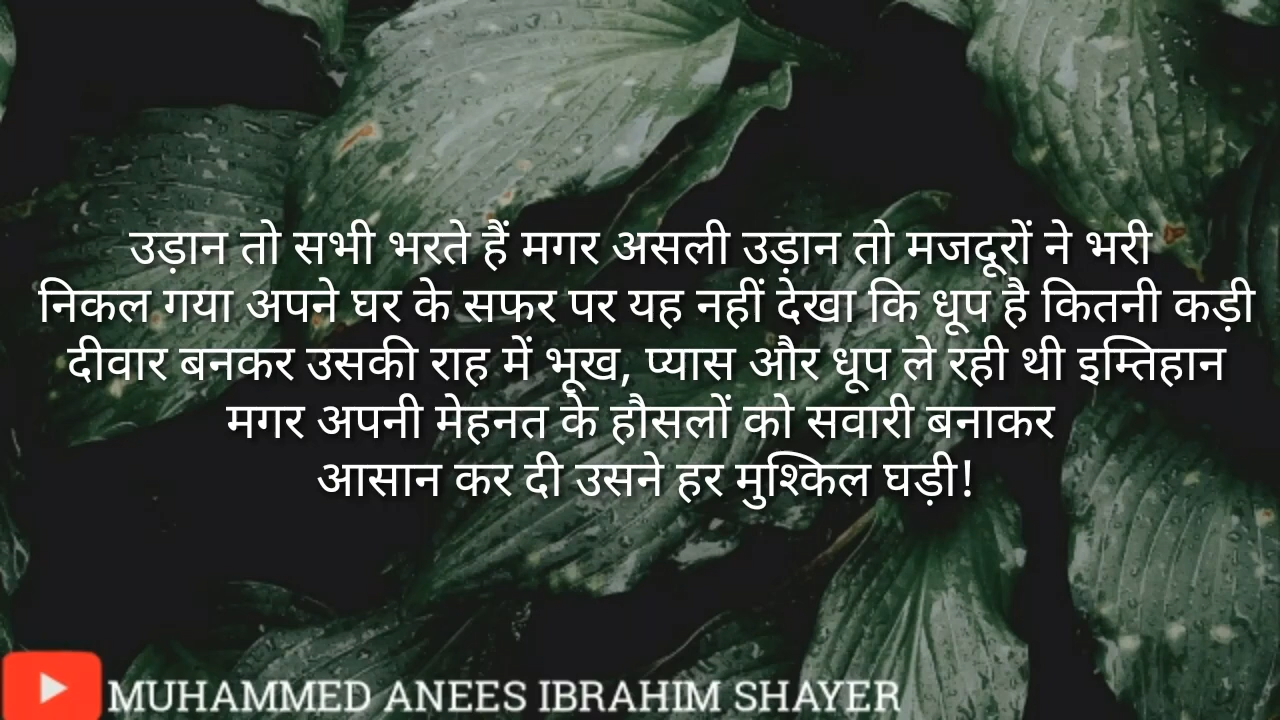 उड़ान तो सभी भरते हैं मगर असली उड़ान तो मजदूरों ने भरी
निकल गया अपने घर के सफर पर यह नहीं देखा कि धूप है कितनी कड़ी
दीवार बनकर उसकी राह में भूख, प्यास और धूप ले रही थी इम्तिहान
मगर अपनी मेहनत के हौसलों को सवारी बनाकर
आसान कर दी उसने हर मुश्किल घड़ी!
MUHAMMED ANEES IBRAHIM SHAYER